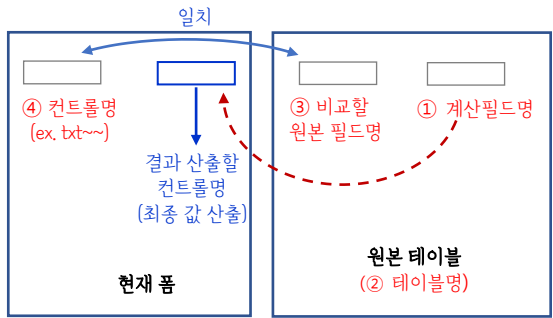 일치
④ 컨트롤명
(ex. txt~~)
결과 산출할
컨트롤명
(최종 값 산출)
현재 폼
③ 비교할
원본 필드명
① 계산필드명
원본 테이블
(② 테이블명)